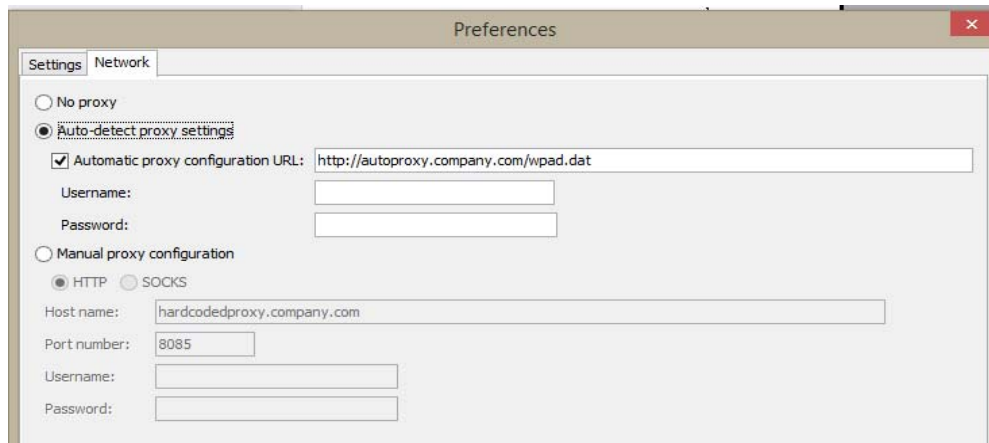 Preferences
Settings Network
No proxy
Auto-detect proxy settings
Automatic proxy configuration URL: http://autoproxy.company.com/wpad.dat
Username:
Password:
Manual proxy configuration
HTTP SOCKS
Host name: hardcodedproxy.company.com
Port number: 8085
Username:
Password: